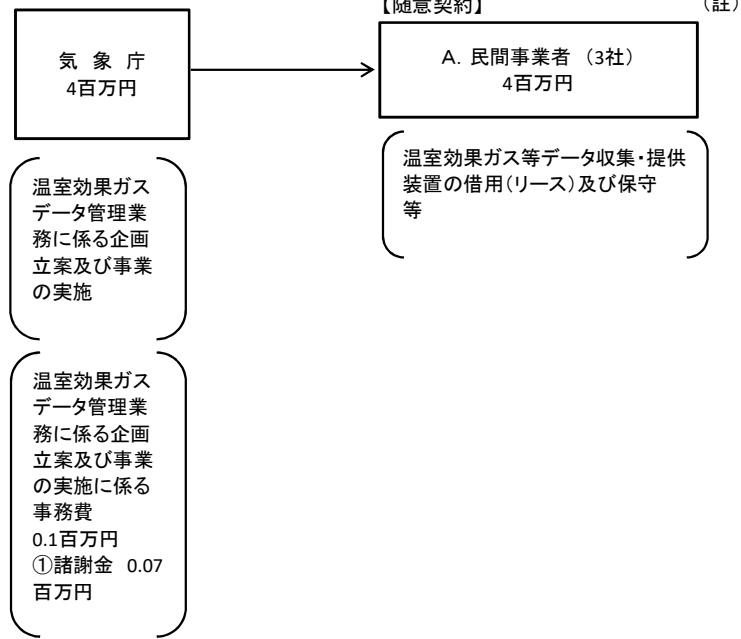 【随意契約】 （註）
気 象 庁
4百万円
A. 民間事業者 （3社）
4百万円
温室効果ガス
データ管理業
務に係る企画
立案及び事業
の実施
温室効果ガス等データ収集・提供
装置の借用（リース）及び保守
等
温室効果ガス
データ管理業
務に係る企画
立案及び事業
の実施に係る
事務費
0.1百万円
①諸謝金 0.07
百万円